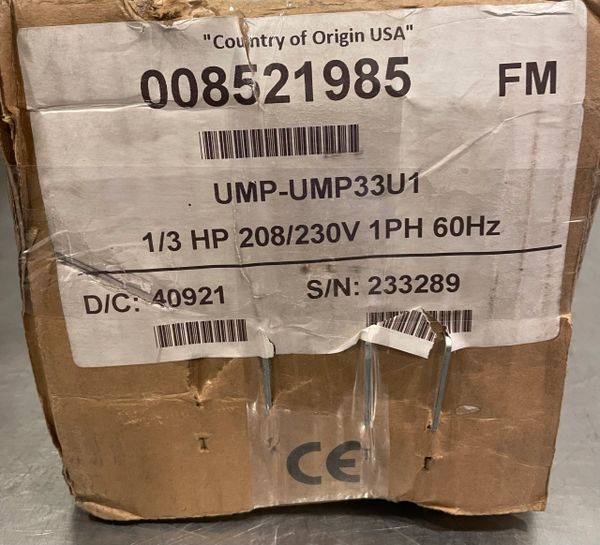 "Country of Origin USA"
008521985 FM
UMP-UMP33U1
1/3 HP 208/230V 1PH 60Hz
D/C: 40921 S/N: 233289
CE